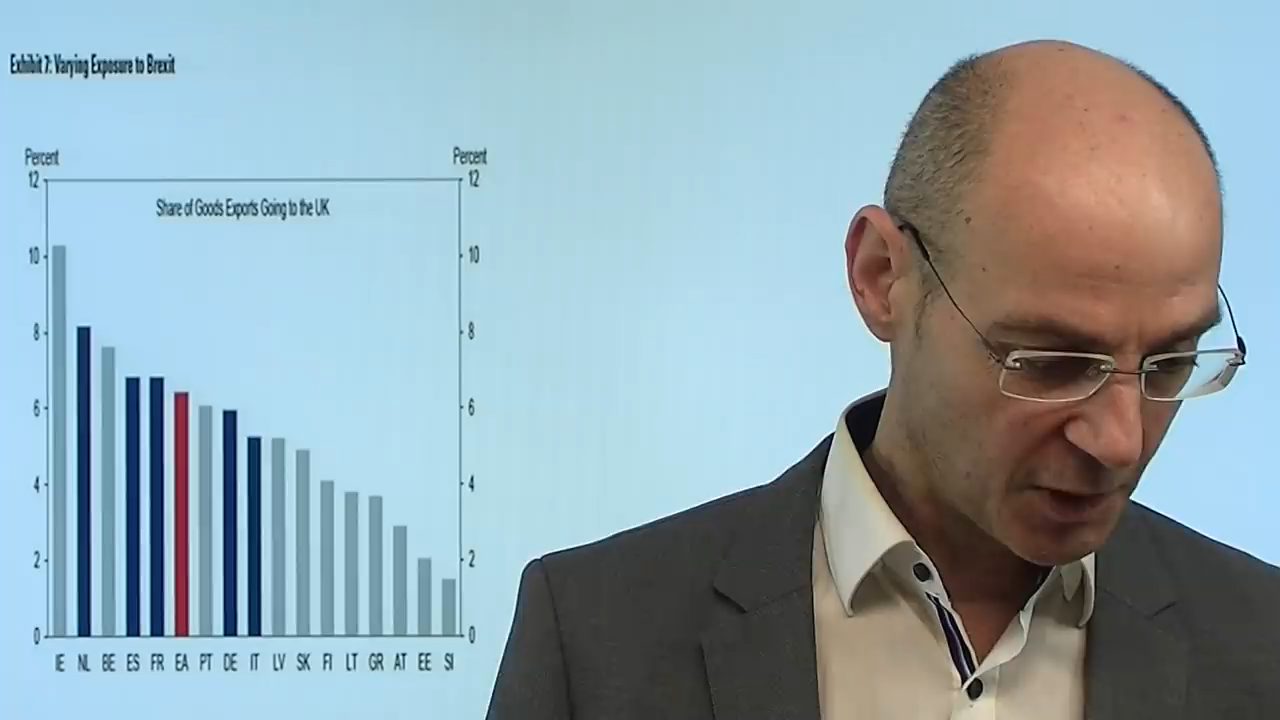 Exhibit 7: Varying Exposure to Brexit
Percent Percent
12 12
Share of Goods Exports Going to the UK
10 10
8 8
6 6
4 4
2 2
0 0
IE NL BE ES FR EA PT DE IT LV SK FI LT GR AT EE SI